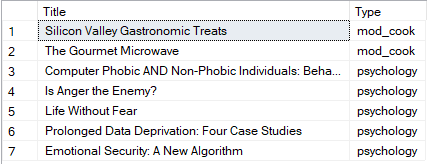 Title Type
1 Silicon Valley Gastronomic Treats mod_cook
2 The Gourmet Microwave mod_cook
3 Computer Phobic AND Non-Phobic Individuals: Beha... psychology
4 Is Anger the Enemy? psychology
5 Life Without Fear psychology
6 Prolonged Data Deprivation: Four Case Studies psychology
7 Emotional Security: A New Algorithm psychology